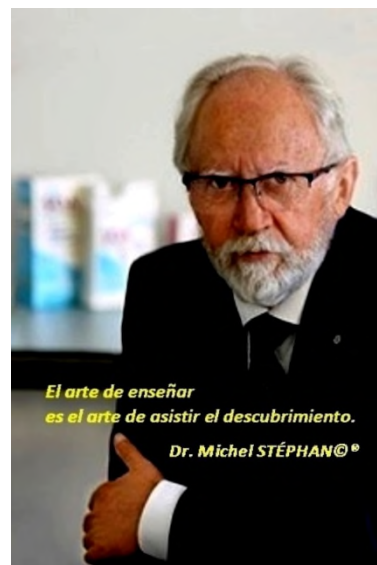 El arte de enseñar
es el arte de asistir el descubrimiento.
Dr. Michel STÉPHAN©®